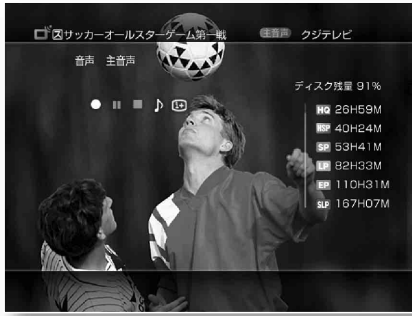 スサッカーオールスターゲーム第一戦 主音声 クジテレビ
音声 主音声
ディスク残量 91%
HQ 26H59M
HSP 40H24M
SP 53H41M
LP 82H33M
EP 110H31M
SLP 167H07M